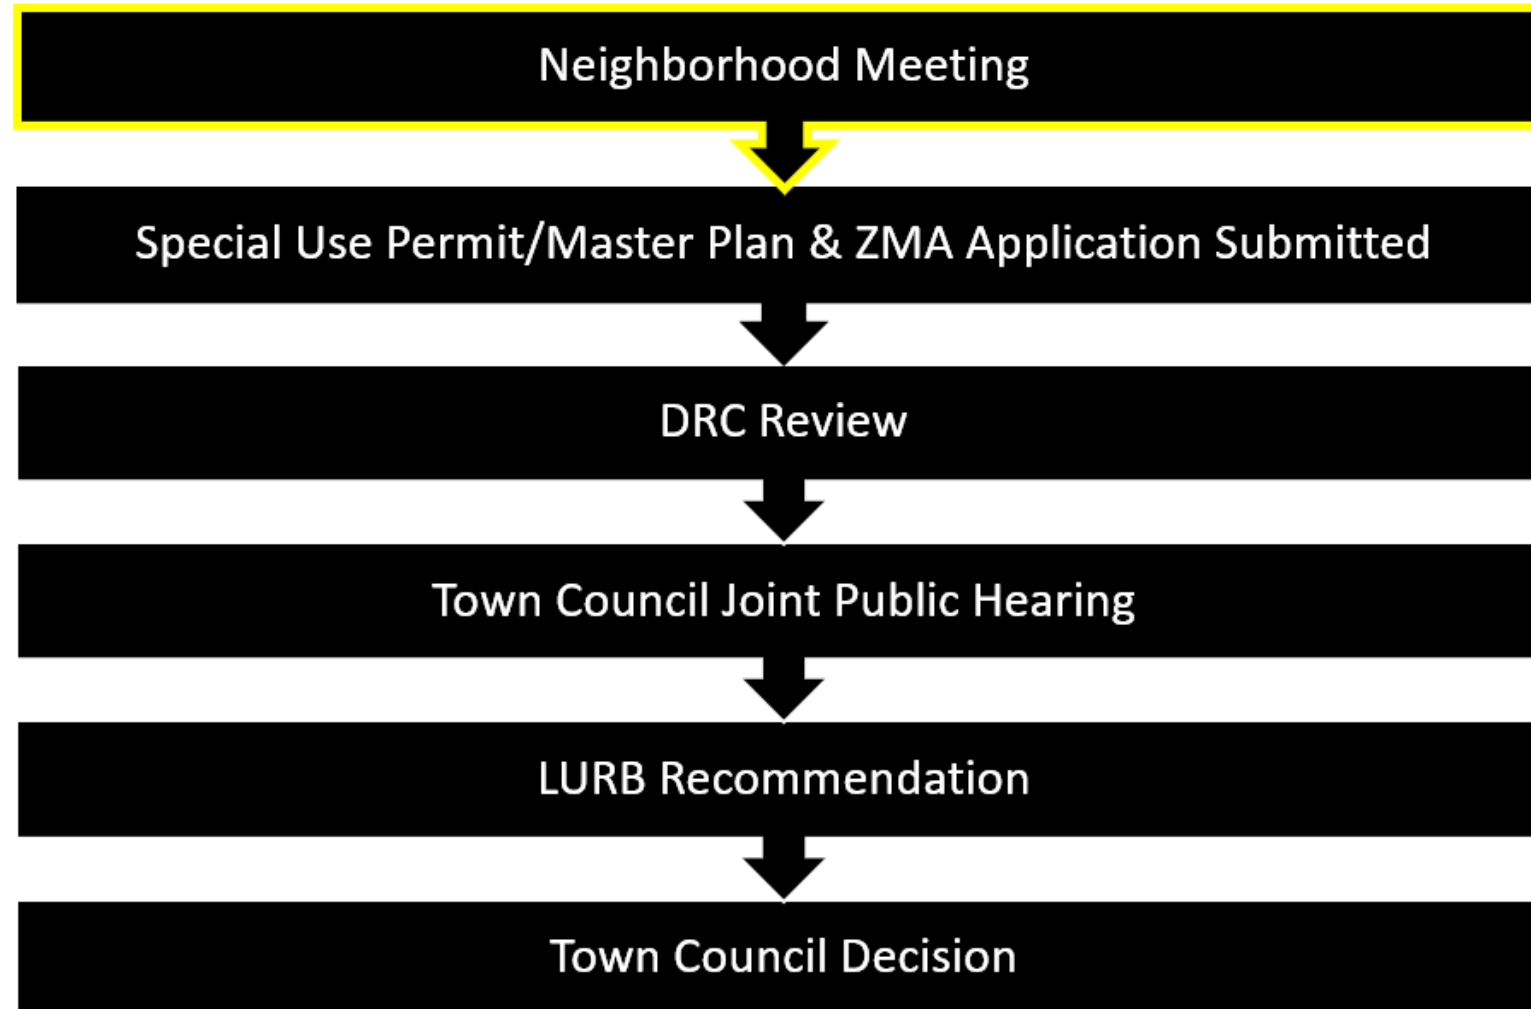 Neighborhood Meeting
Special Use Permit/Master Plan & ZMA Application Submitted
DRC Review
Town Council Joint Public Hearing
LURB Recommendation
Town Council Decision